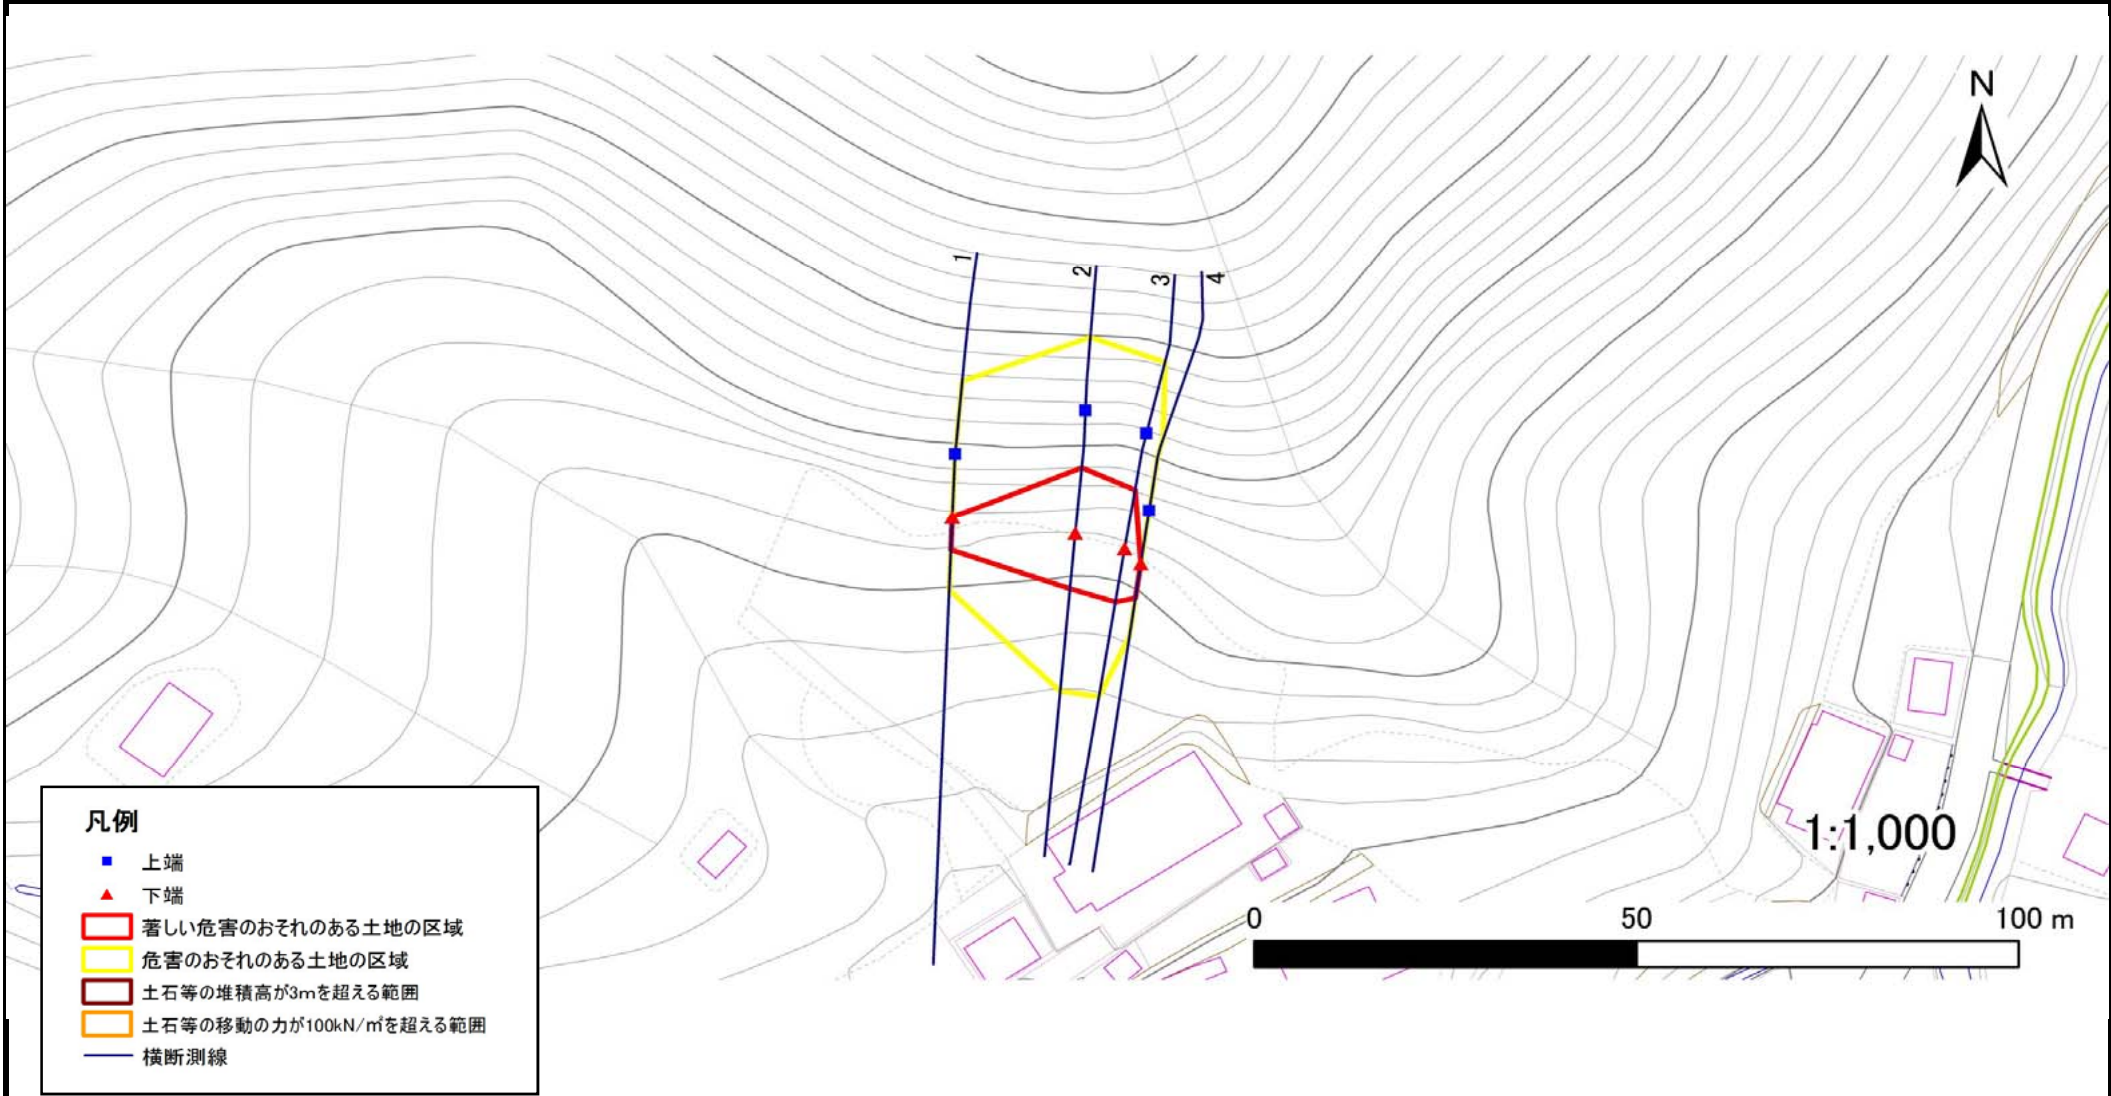 N
1
2
3
4
1:1,000
0 50 100 m
凡例
上端
下端
著しい危害のおそれのある土地の区域
危害のおそれのある土地の区域
土石等の堆積高が3mを超える範囲
土石等の移動の力が100kN/㎡を超える範囲
横断測線